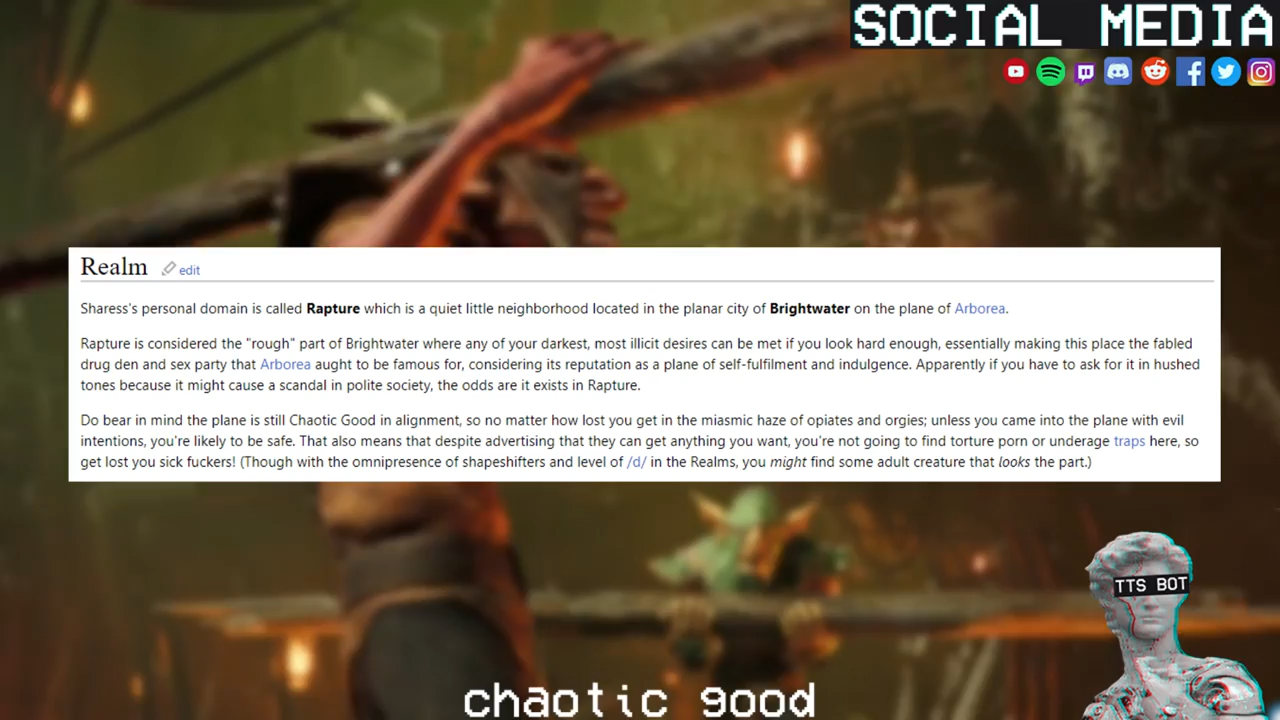 SOCIAL MEDIA
Realm edit
Sharess's personal domain is called Rapture which is a quiet little neighborhood located in the planar city of Brightwater on the plane of Arborea.
Rapture is considered the "rough" part of Brightwater where any of your darkest, most illicit desires can be met if you look hard enough, essentially making this place the fabled
drug den and sex party that Arborea aught to be famous for, considering its reputation as a plane of self-fulfilment and indulgence. Apparently if you have to ask for it in hushed
tones because it might cause a scandal in polite society, the odds are it exists in Rapture.
Do bear in mind the plane is still Chaotic Good in alignment, so no matter how lost you get in the miasmic haze of opiates and orgies; unless you came into the plane with evil
intentions, you're likely to be safe. That also means that despite advertising that they can get anything you want, you're not going to find torture porn or underage traps here, so
get lost you sick fuckers! (Though with the omnipresence of shapeshifters and level of /d/ in the Realms, you might find some adult creature that looks the part.)
TTS BOT
chaotic good